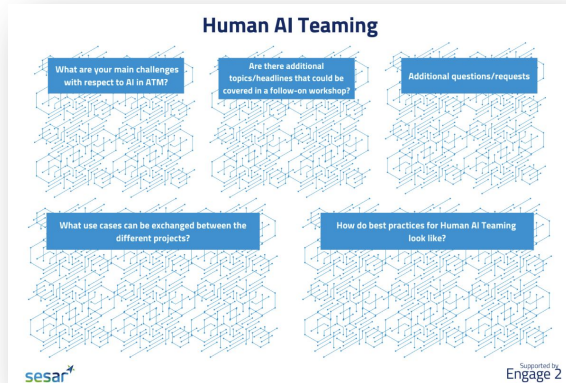 Human AI Teaming
What are your main challenges
with respect to AI in ATM?
Are there additional
topics/headlines that could be
covered in a follow-on workshop?
Additional questions/requests
What use cases can be exchanged between the
different projects?
How do best practices for Human AI Teaming
look like?
sesar
Supported by
Engage 2